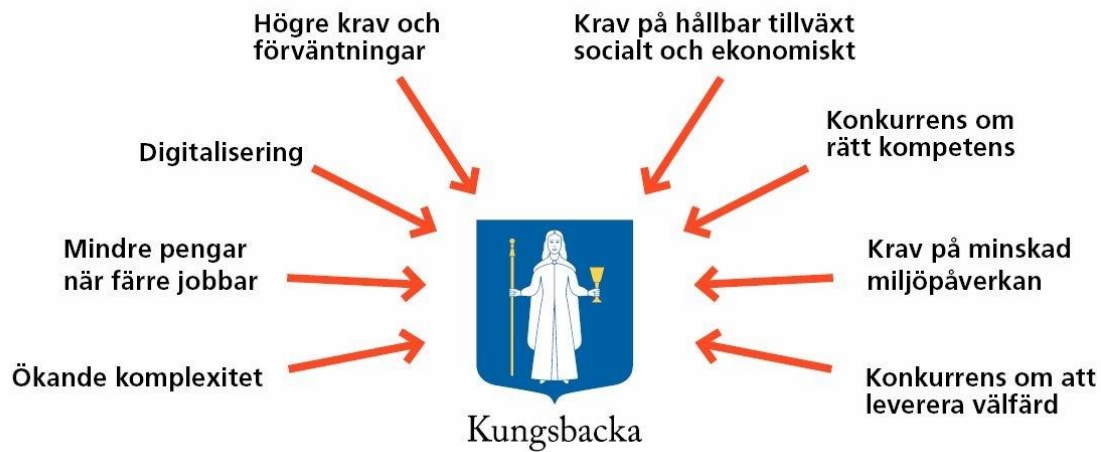 Högre krav och
förväntningar
Krav på hållbar tillväxt
socialt och ekonomiskt
Digitalisering
Konkurrens om
rätt kompetens
Mindre pengar
när färre jobbar
Krav på minskad
miljöpåverkan
Ökande komplexitet
Konkurrens om att
leverera välfärd
Kungsbacka